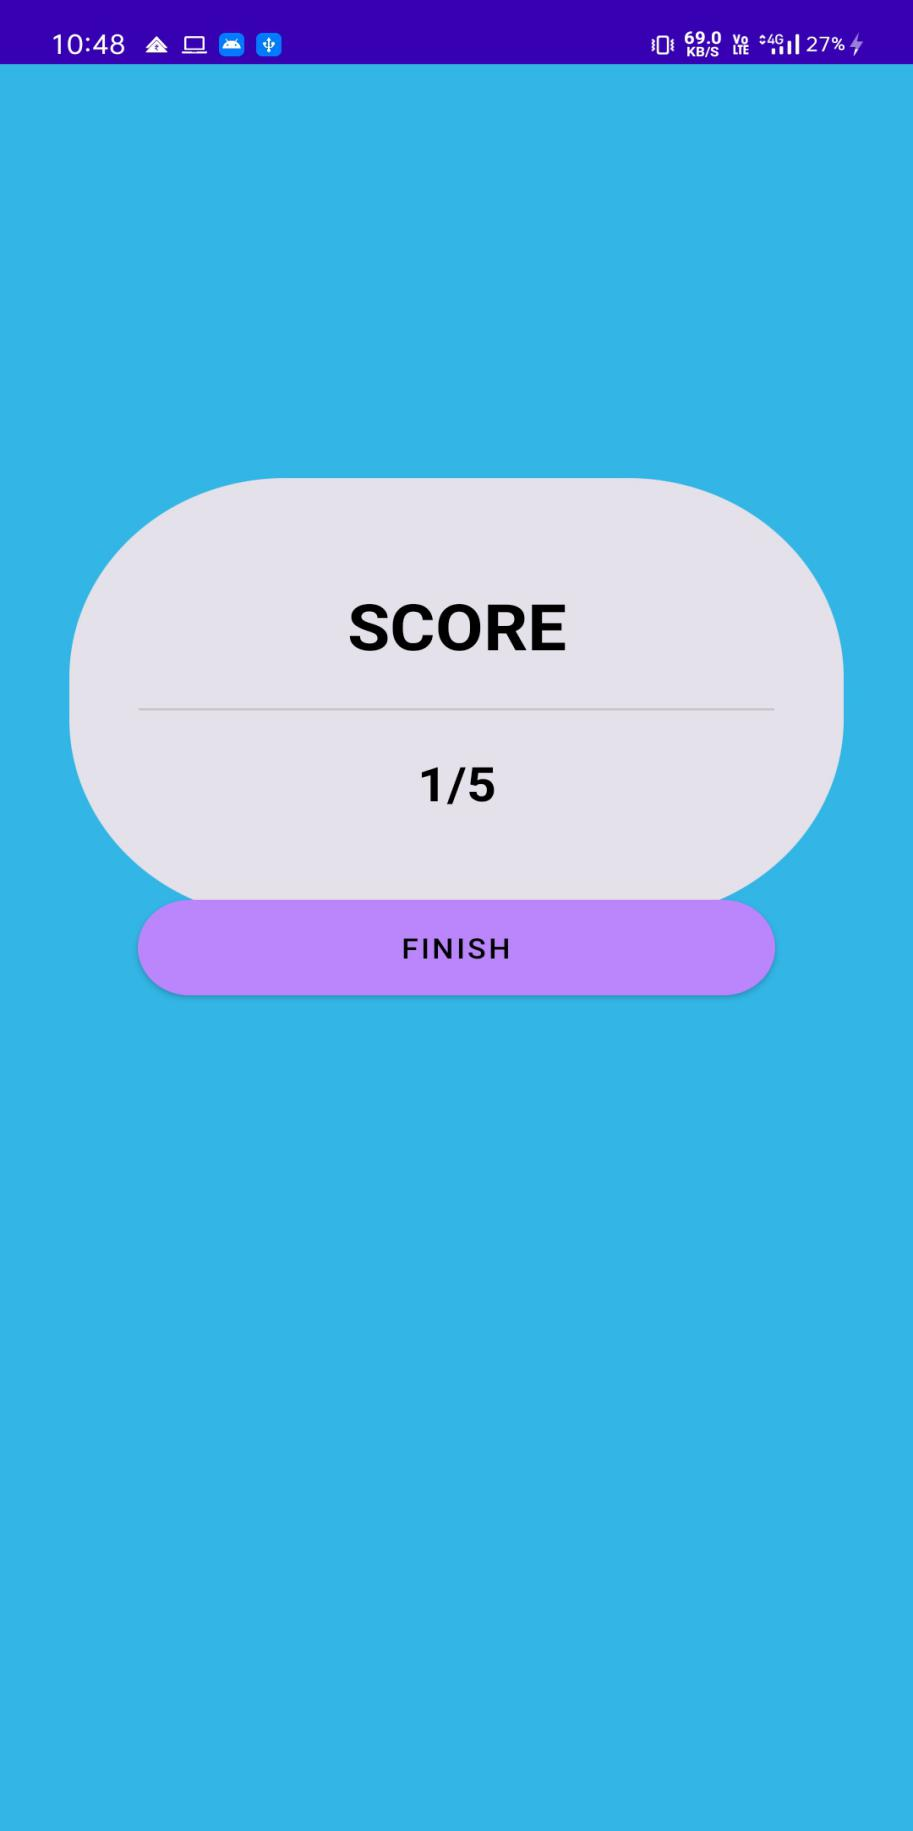 10:48 69.0 KB/S Vo LTE 4G 27%
SCORE
1/5
FINISH